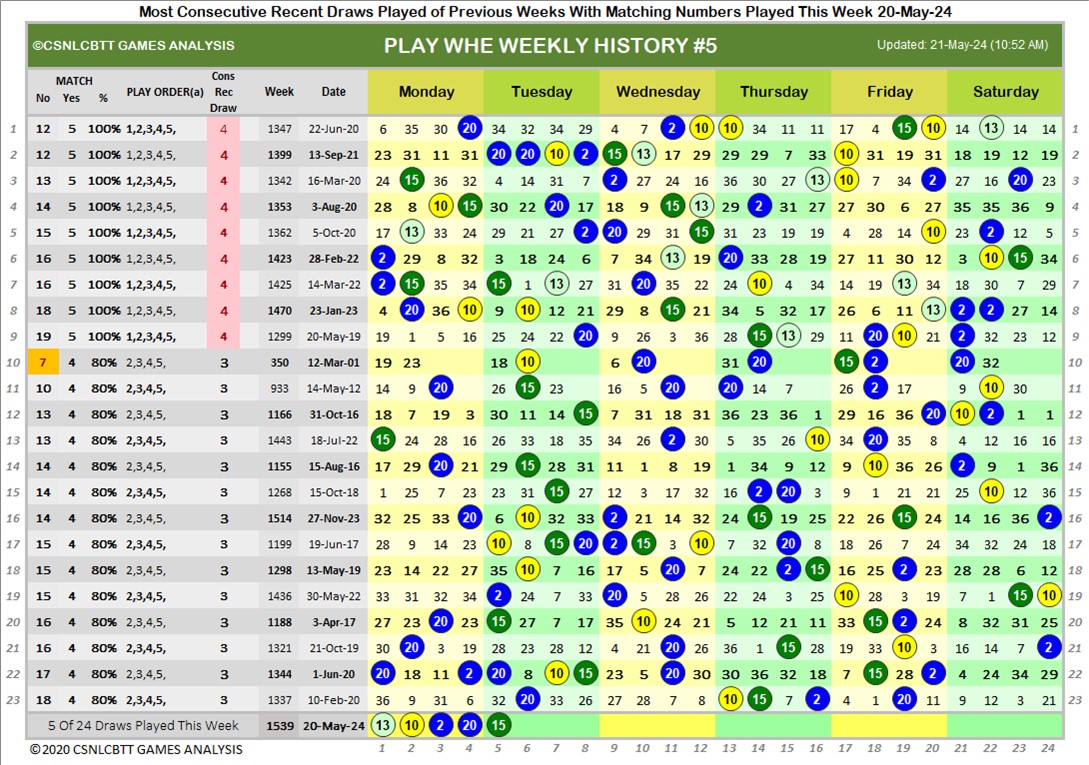 Most Consecutive Recent Draws Played of Previous Weeks With Matching Numbers Played This Week 20-May-24
©CSNLCBTT GAMES ANALYSIS PLAY WHE WEEKLY HISTORY #5 Updated: 21-May-24 (10:52 AM)
No MATCH Yes % PLAY ORDER(a) Cons Rec Draw Week Date Monday Tuesday Wednesday Thursday Friday Saturday
1 12 5 100% 1,2,3,4,5, 4 1347 22-Jun-20 6 35 30 20 34 32 34 29 4 7 2 10 10 34 11 11 17 4 15 10 14 13 14 14 1
2 12 5 100% 1,2,3,4,5, 4 1399 13-Sep-21 23 31 11 31 20 20 10 2 15 13 17 29 29 29 7 33 10 31 19 31 18 19 12 19 2
3 13 5 100% 1,2,3,4,5, 4 1342 16-Mar-20 24 15 36 32 4 14 31 7 2 27 24 16 36 30 27 13 10 7 34 20 27 16 20 23 3
4 14 5 100% 1,2,3,4,5, 4 1353 3-Aug-20 28 8 10 15 30 22 20 17 18 9 15 13 29 2 31 27 27 30 6 27 35 35 36 9 4
5 15 5 100% 1,2,3,4,5, 4 1362 5-Oct-20 17 13 33 24 29 21 27 2 20 29 31 15 31 23 19 19 4 28 14 10 23 2 12 5 5
6 16 5 100% 1,2,3,4,5, 4 1423 28-Feb-22 2 29 8 32 3 18 24 6 7 34 13 19 20 33 28 19 27 11 30 12 3 10 15 34 6
7 16 5 100% 1,2,3,4,5, 4 1425 14-Mar-22 2 15 35 34 15 1 13 27 31 20 35 22 24 10 4 34 14 19 13 34 18 30 7 29 7
8 18 5 100% 1,2,3,4,5, 4 1470 23-Jan-23 4 20 36 10 9 10 12 21 29 8 15 21 34 5 32 17 26 6 11 13 2 2 27 14 8
9 19 5 100% 1,2,3,4,5, 4 1299 20-May-19 19 1 5 16 25 24 22 20 9 26 3 36 28 15 13 29 11 20 10 21 2 32 23 12 9
10 7 4 80% 2,3,4,5, 3 350 12-Mar-01 19 23 18 10 6 20 31 20 15 2 20 32 10
11 10 4 80% 2,3,4,5, 3 933 14-May-12 14 9 20 26 15 23 16 5 20 20 14 7 26 2 17 9 10 30 11
12 13 4 80% 2,3,4,5, 3 1166 31-Oct-16 18 7 19 3 30 11 14 15 7 31 18 31 36 23 36 1 29 16 36 20 10 2 1 1 12
13 13 4 80% 2,3,4,5, 3 1443 18-Jul-22 15 24 28 16 26 33 18 35 34 26 2 30 5 35 26 10 34 20 35 8 4 12 16 16 13
14 14 4 80% 2,3,4,5, 3 1155 15-Aug-16 17 29 20 21 29 15 28 31 11 1 8 19 1 34 9 12 9 10 36 26 2 9 1 36 14
15 14 4 80% 2,3,4,5, 3 1268 15-Oct-18 1 25 7 23 23 31 15 27 12 3 17 32 16 2 20 3 9 1 21 21 25 10 12 36 15
16 14 4 80% 2,3,4,5, 3 1514 27-Nov-23 32 25 33 20 6 10 32 33 2 21 14 32 24 15 19 25 22 26 15 24 14 16 36 2 16
17 15 4 80% 2,3,4,5, 3 1199 19-Jun-17 28 9 14 23 10 8 15 20 2 15 3 10 7 32 20 8 18 26 7 24 34 32 24 18 17
18 15 4 80% 2,3,4,5, 3 1298 13-May-19 23 14 22 27 35 10 7 16 17 5 20 7 24 22 2 15 16 25 2 23 28 28 6 12 18
19 15 4 80% 2,3,4,5, 3 1436 30-May-22 33 31 32 34 2 24 7 33 20 5 28 26 22 24 3 25 10 28 3 19 7 1 15 10 19
20 16 4 80% 2,3,4,5, 3 1188 3-Apr-17 27 23 20 23 15 27 7 17 35 10 24 21 5 12 21 11 33 15 2 24 8 32 31 25 20
21 16 4 80% 2,3,4,5, 3 1321 21-Oct-19 30 20 3 19 28 23 28 12 4 21 20 26 36 1 15 28 19 33 10 3 16 14 7 2 21
22 17 4 80% 2,3,4,5, 3 1344 1-Jun-20 20 18 11 2 20 8 10 15 23 5 20 22 30 36 32 18 7 15 28 2 4 24 34 29 22
23 18 4 80% 2,3,4,5, 3 1337 10-Feb-20 36 9 31 6 32 20 33 5 27 28 7 8 10 15 7 2 4 1 20 11 9 12 3 21 23
5 Of 24 Draws Played This Week 1539 20-May-24 13 10 2 20 15
© 2020 CSNLCBTT GAMES ANALYSIS 1 2 3 4 5 6 7 8 9 10 11 12 13 14 15 16 17 18 19 20 21 22 23 24